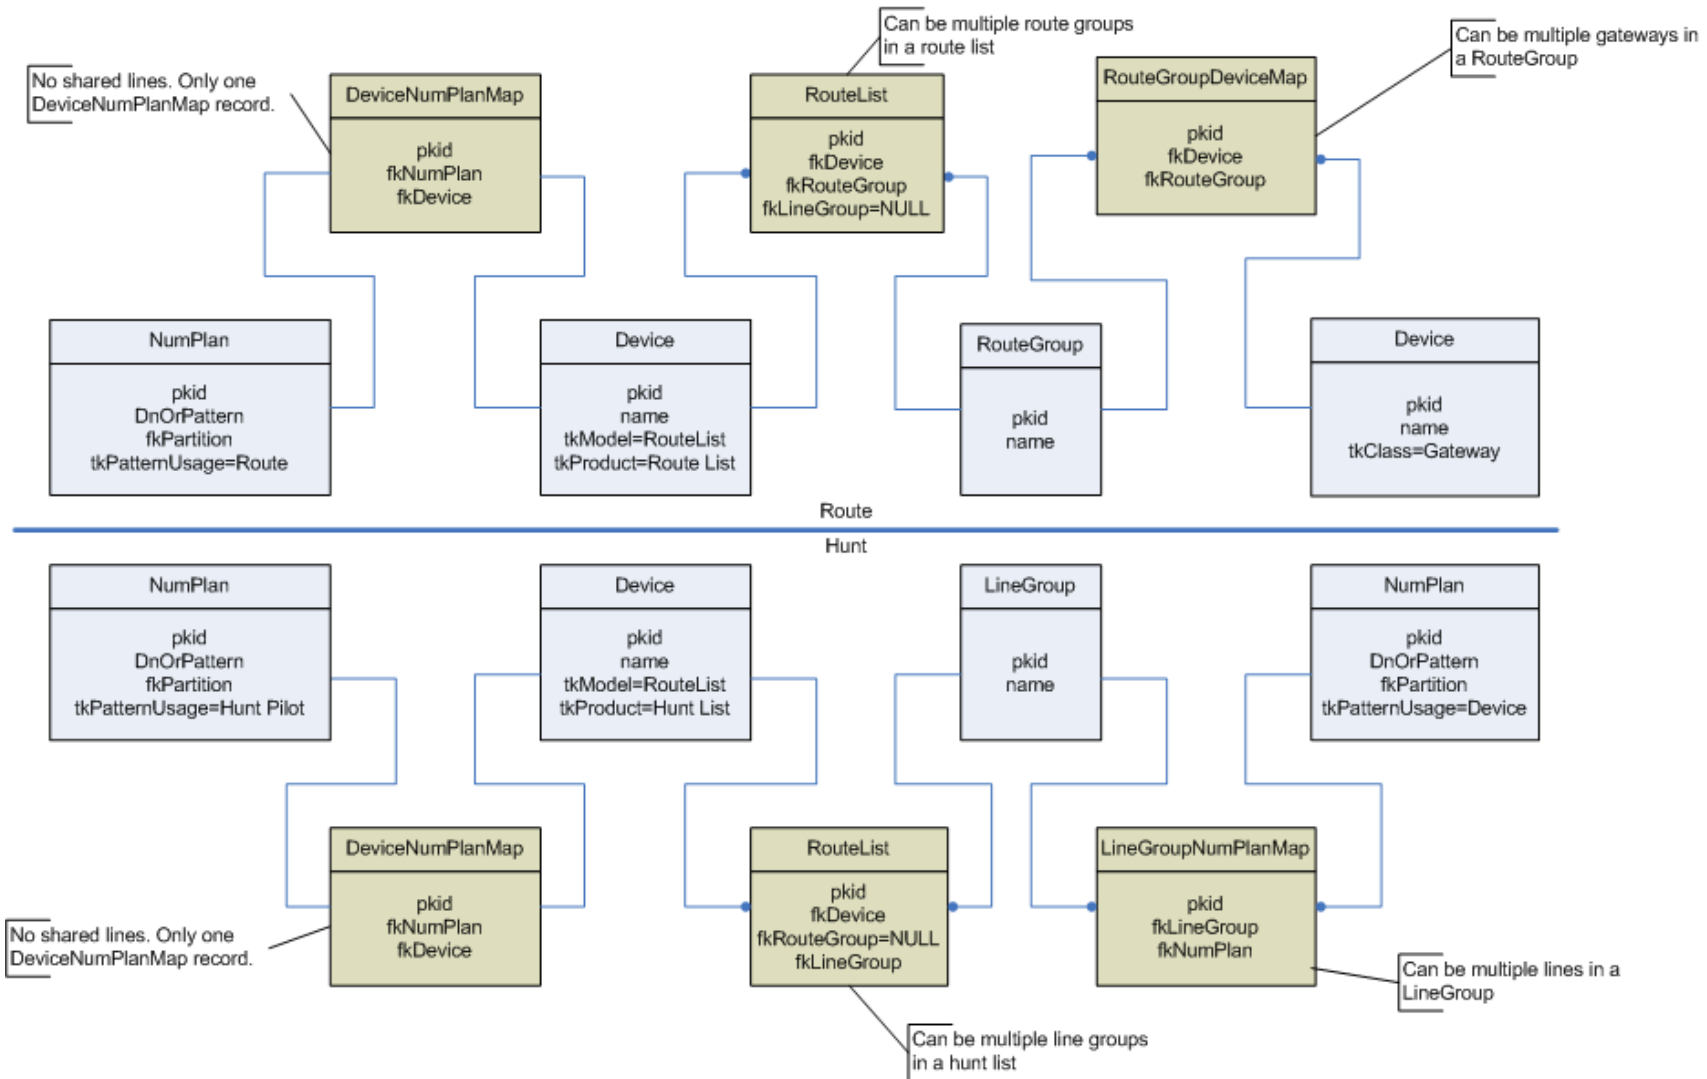 Can be multiple route groups
in a route list
Can be multiple gateways in
a RouteGroup
No shared lines. Only one
DeviceNumPlanMap record.
DeviceNumPlanMap
pkid
fkNumPlan
fkDevice
RouteList
pkid
fkDevice
fkRouteGroup
fkLineGroup=NULL
RouteGroupDeviceMap
pkid
fkDevice
fkRouteGroup
NumPlan
pkid
DnOrPattern
fkPartition
tkPatternUsage=Route
Device
pkid
name
tkModel=RouteList
tkProduct=Route List
RouteGroup
pkid
name
Device
pkid
name
tkClass=Gateway
Route
Hunt
NumPlan
pkid
DnOrPattern
fkPartition
tkPatternUsage=Hunt Pilot
Device
pkid
name
tkModel=RouteList
tkProduct=Hunt List
LineGroup
pkid
name
NumPlan
pkid
DnOrPattern
fkPartition
tkPatternUsage=Device
DeviceNumPlanMap
pkid
fkNumPlan
fkDevice
RouteList
pkid
fkDevice
fkRouteGroup=NULL
fkLineGroup
LineGroupNumPlanMap
pkid
fkLineGroup
fkNumPlan
No shared lines. Only one
DeviceNumPlanMap record.
Can be multiple lines in a
LineGroup
Can be multiple line groups
in a hunt list